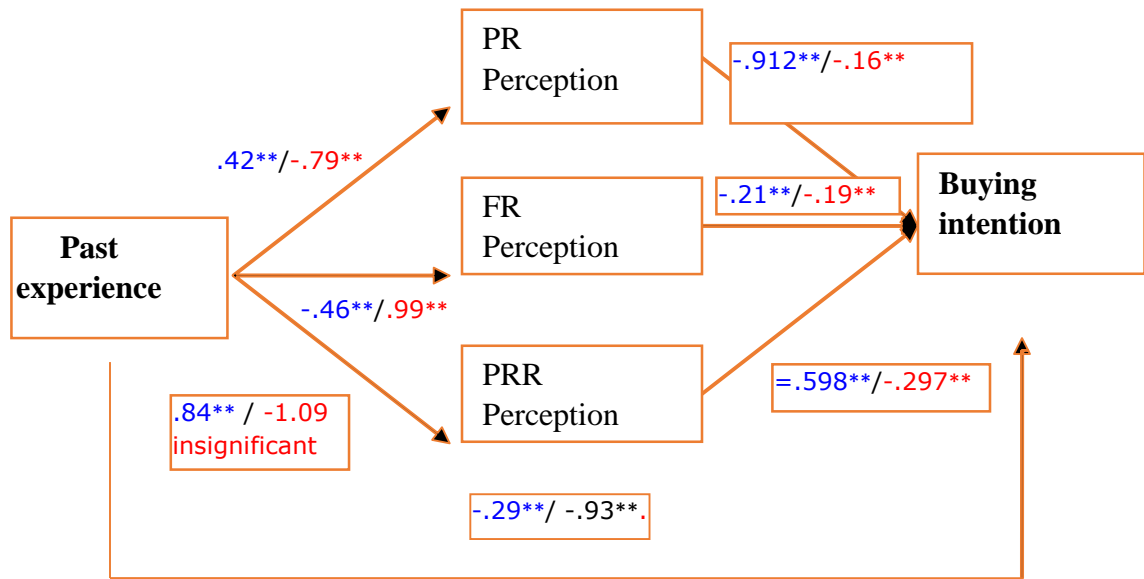 PR
Perception
-.912**/-.16**
.42**/-.79**
Buying
intention
-.21**/-.19**
FR
Perception
Past
experience
-.46**/.99**
PRR
Perception
=.598**/-.297**
.84** / -1.09
insignificant
-.29**/ -.93**.